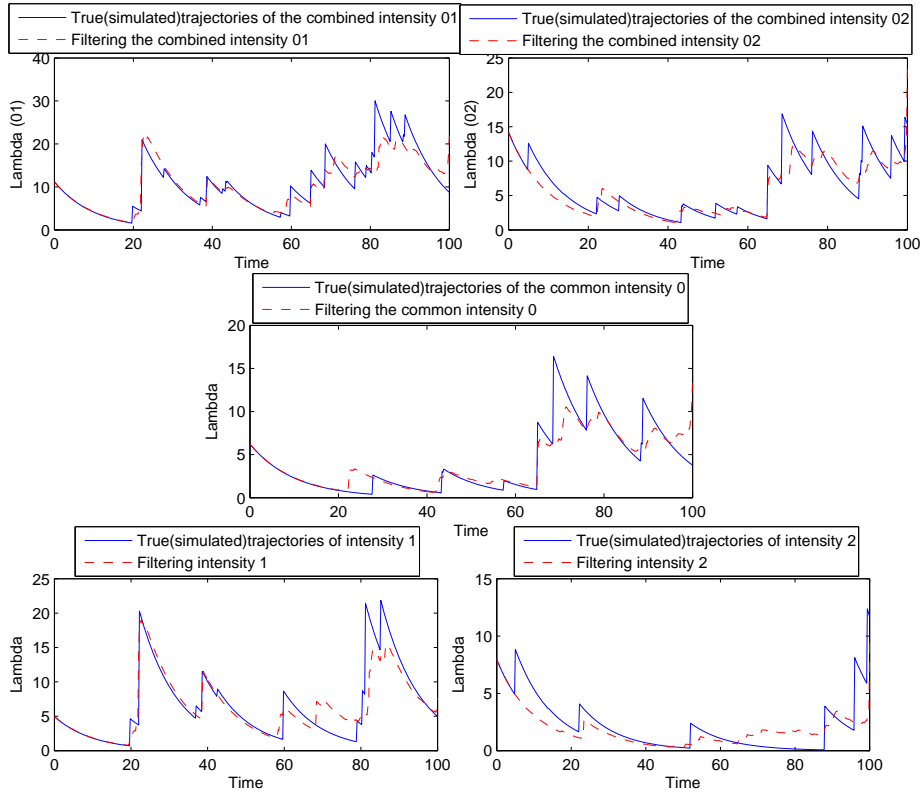 True(simulated)trajectories of the combined intensity 01
Filtering the combined intensity 01
40
30
20
10
0
Lambda (01)
0 20 40 60 80 100
Time
True(simulated)trajectories of the combined intensity 02
Filtering the combined intensity 02
25
20
15
10
5
0
Lambda (02)
0 20 40 60 80 100
Time
True(simulated)trajectories of the common intensity 0
Filtering the common intensity 0
20
15
10
5
0
Lambda
0 20 40 60 80 100
Time
True(simulated)trajectories of intensity 1
Filtering intensity 1
25
20
15
10
5
0
Lambda
0 20 40 60 80 100
Time
True(simulated)trajectories of intensity 2
Filtering intensity 2
15
10
5
0
Lambda
0 20 40 60 80 100
Time